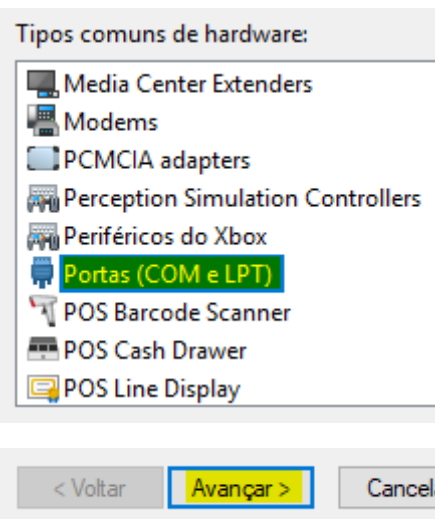 Tipos comuns de hardware:
Media Center Extenders
Modems
PCMCIA adapters
Perception Simulation Controllers
Periféricos do Xbox
Portas (COM e LPT)
POS Barcode Scanner
POS Cash Drawer
POS Line Display
< Voltar Avançar > Cancela